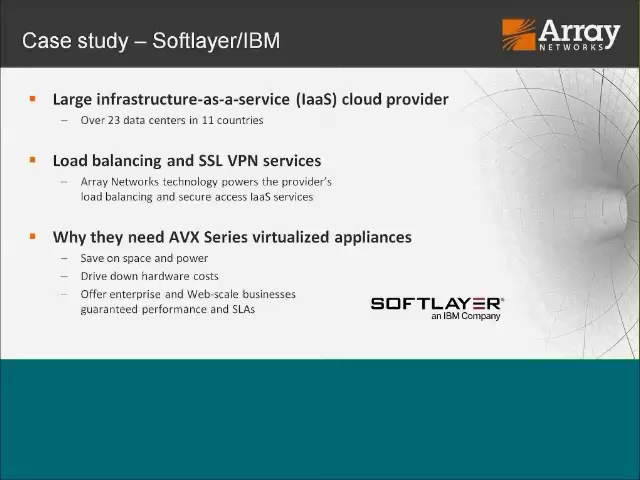 Case study – Softlayer/IBM
Array
NETWORKS
▪ Large infrastructure-as-a-service (IaaS) cloud provider
– Over 23 data centers in 11 countries
▪ Load balancing and SSL VPN services
– Array Networks technology powers the provider's
load balancing and secure access IaaS services
▪ Why they need AVX Series virtualized appliances
– Save on space and power
– Drive down hardware costs
– Offer enterprise and Web-scale businesses
guaranteed performance and SLAs
SOFTLAYER®
an IBM Company